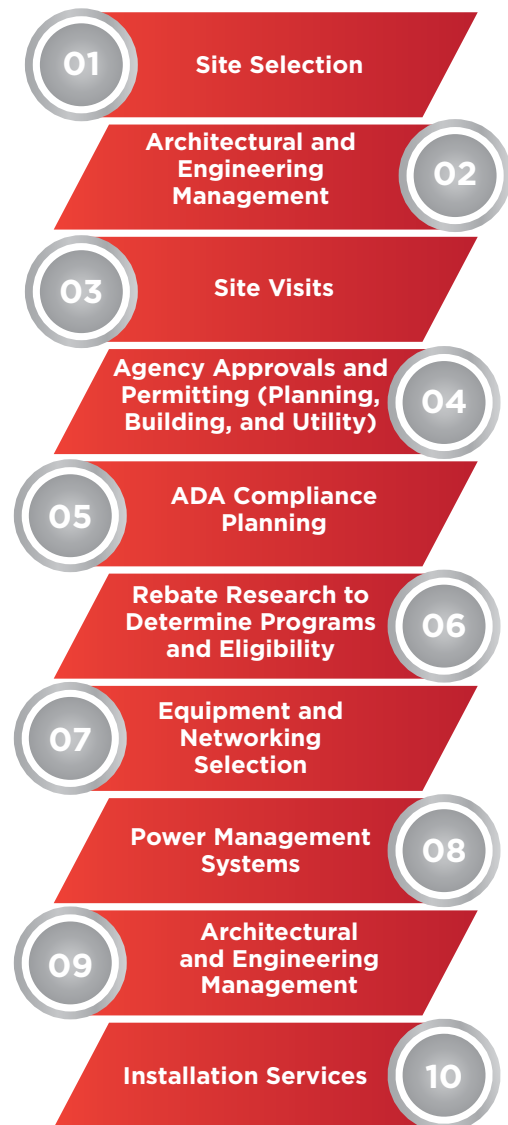 01
Site Selection
Architectural and
Engineering
Management
02
03
Site Visits
Agency Approvals and
Permitting (Planning,
Building, and Utility)
04
05
ADA Compliance
Planning
Rebate Research to
Determine Programs
and Eligibility
06
07
Equipment and
Networking
Selection
Power Management
Systems
08
09
Architectural
and Engineering
Management
Installation Services
10